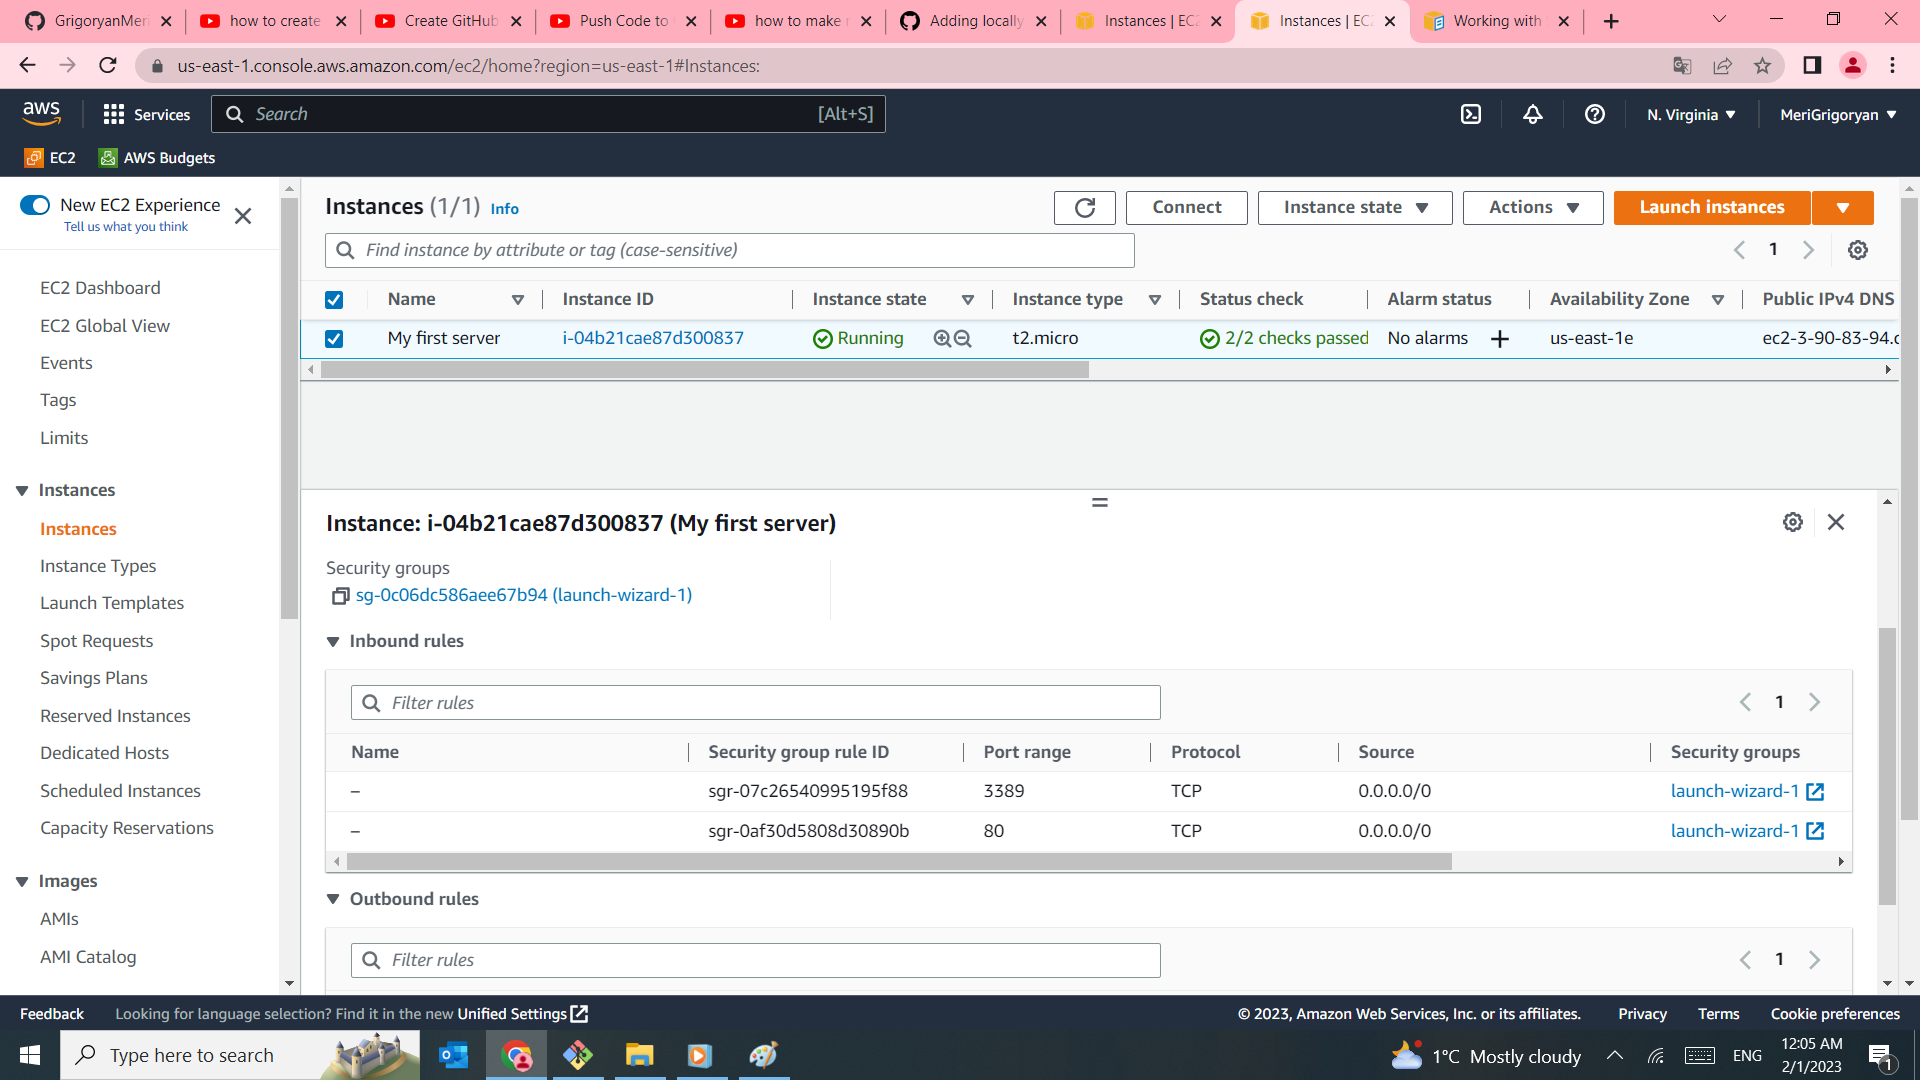 GrigoryanMeri
how to create
Create GitHub
Push Code to
how to make r
Adding locally
Instances | EC2
Instances | EC2
Working with
us-east-1.console.aws.amazon.com/ec2/home?region=us-east-1#Instances:
aws
Services
Search
[Alt+S]
N. Virginia
MeriGrigoryan
EC2
AWS Budgets
New EC2 Experience
Tell us what you think
EC2 Dashboard
EC2 Global View
Events
Tags
Limits
Instances
Instances
Instance Types
Launch Templates
Spot Requests
Savings Plans
Reserved Instances
Dedicated Hosts
Scheduled Instances
Capacity Reservations
Images
AMIs
AMI Catalog
Instances (1/1) Info
Connect
Instance state
Actions
Launch instances
Find instance by attribute or tag (case-sensitive)
1
Name Instance ID Instance state Instance type Status check Alarm status Availability Zone Public IPv4 DNS
My first server i-04b21cae87d300837 Running t2.micro 2/2 checks passed No alarms + us-east-1e ec2-3-90-83-94.c
Instance: i-04b21cae87d300837 (My first server)
Security groups
sg-0c06dc586aee67b94 (launch-wizard-1)
Inbound rules
Filter rules
1
Name Security group rule ID Port range Protocol Source Security groups
– sgr-07c26540995195f88 3389 TCP 0.0.0.0/0 launch-wizard-1
– sgr-0af30d5808d30890b 80 TCP 0.0.0.0/0 launch-wizard-1
Outbound rules
Filter rules
1
Feedback
Looking for language selection? Find it in the new Unified Settings
© 2023, Amazon Web Services, Inc. or its affiliates.
Privacy
Terms
Cookie preferences
Type here to search
1°C Mostly cloudy
ENG
12:05 AM
2/1/2023
1